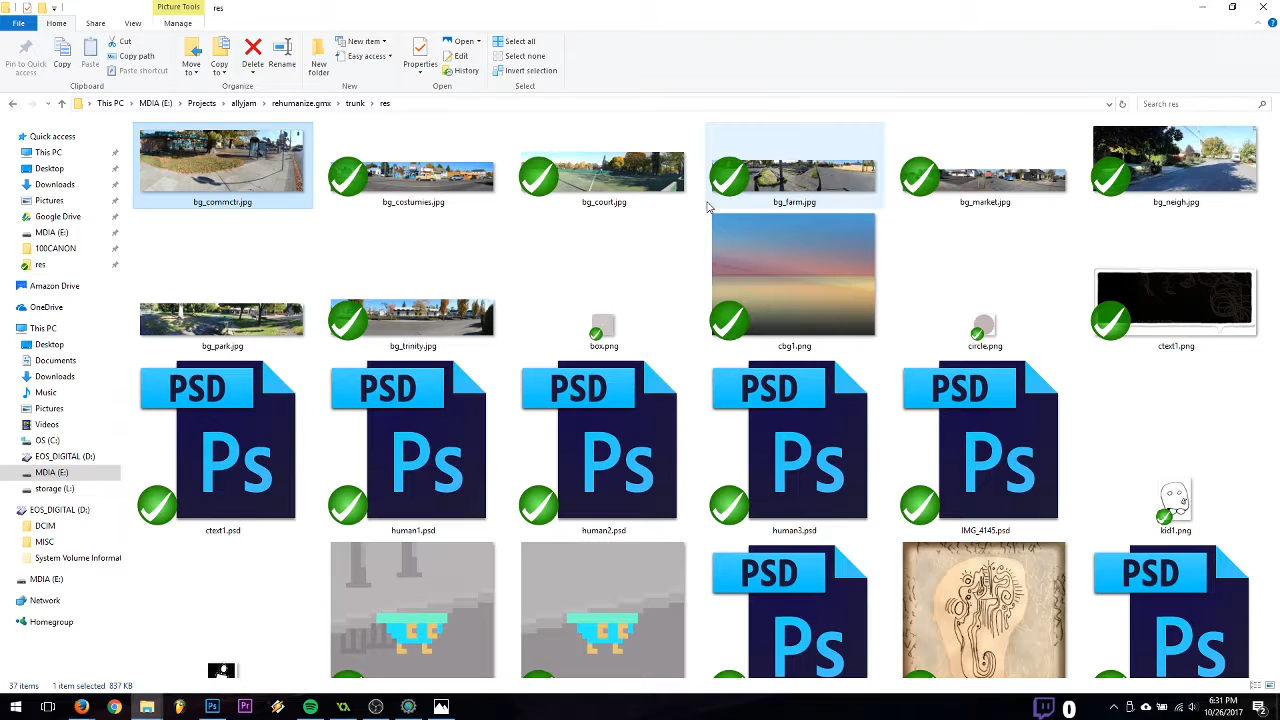 Picture Tools
res
File
Home
Share
View
Manage
Pin to Quick access
Copy
Paste
Cut
Copy path
Paste shortcut
Clipboard
Move to
Copy to
Delete
Rename
Organize
New folder
New item
Easy access
New
Properties
Open
Edit
History
Open
Select all
Select none
Invert selection
Select
This PC
MDIA (E:)
Projects
allyjam
rehumanize.gmx
trunk
res
Search res
Quick access
This PC
Desktop
Downloads
Pictures
Google Drive
MDIA (E:)
100CANON
res
Amazon Drive
OneDrive
This PC
Desktop
Documents
Downloads
Music
Pictures
Videos
OS (C:)
EOS_DIGITAL (D:)
MDIA (E:)
storage (L:)
EOS_DIGITAL (D:)
DCIM
MISC
System Volume Informat
MDIA (E:)
Network
Homegroup
bg_commctr.jpg
bg_costumies.jpg
bg_court.jpg
bg_farm.jpg
bg_market.jpg
bg_neigh.jpg
bg_park.jpg
bg_trinity.jpg
box.png
cbg1.png
circle.png
ctext1.png
PSD
Ps
PSD
Ps
PSD
Ps
PSD
Ps
PSD
Ps
ctext1.psd
human1.psd
human2.psd
human3.psd
IMG_4145.psd
kid1.png
PSD
Ps
PSD
Ps
37 items
1 item selected 837 KB
Ps
Pr
0
6:31 PM
10/26/2017
2